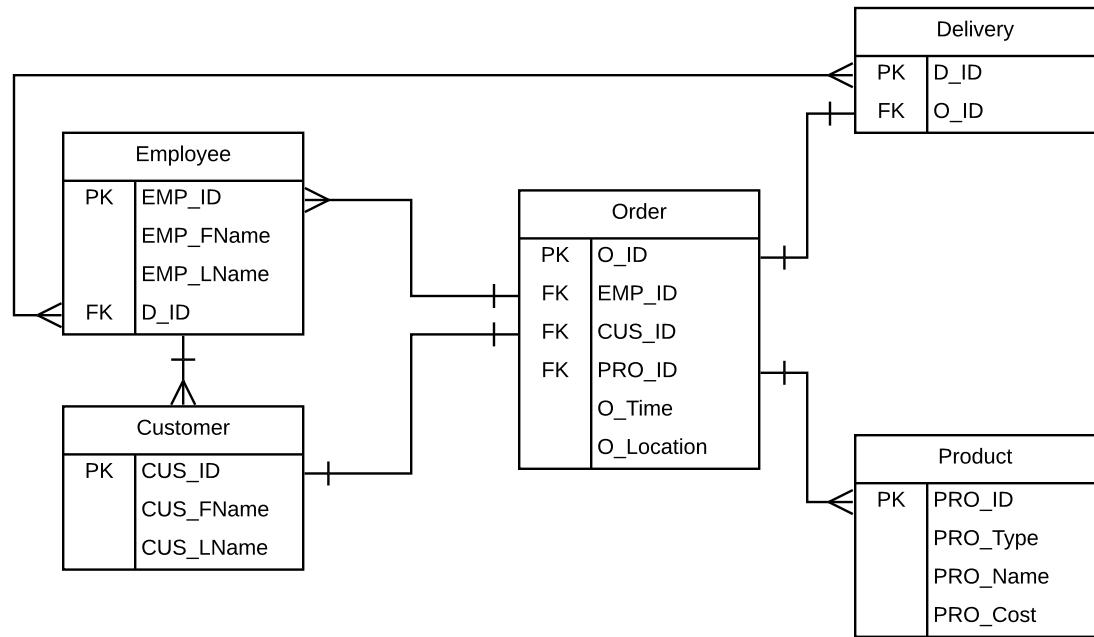 Delivery
PK D_ID
FK O_ID
Employee
PK EMP_ID
EMP_FName
EMP_LName
FK D_ID
Order
PK O_ID
FK EMP_ID
FK CUS_ID
FK PRO_ID
O_Time
O_Location
Customer
PK CUS_ID
CUS_FName
CUS_LName
Product
PK PRO_ID
PRO_Type
PRO_Name
PRO_Cost